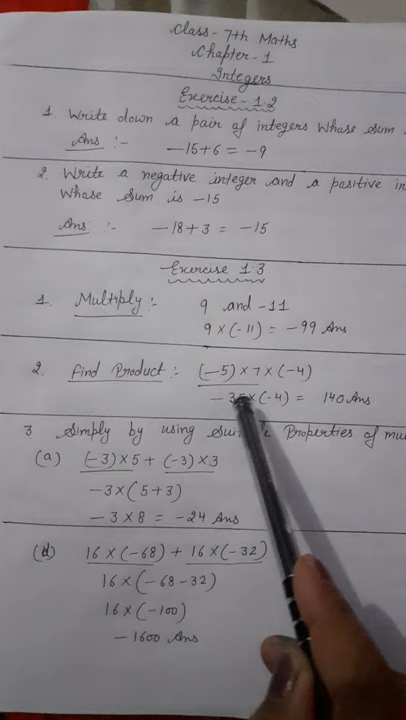 Class - 7th Maths
Chapter - 1
Integers
Exercise - 1.2
1. Write down a pair of integers whose sum
Ans :- -15+6 = -9
2. Write a negative integer and a positive
Whose sum is -15
Ans :- -18+3 = -15
Exercise 1.3
1. Multiply :- 9 and -11
9 × (-11) = -99 Ans
2. Find Product :- (-5) × 7 × (-4)
-35 × (-4) = 140 Ans
3 Simply by using Properties of
(a) (-3) × 5 + (-3) × 3
-3 × (5+3)
-3 × 8 = -24 Ans
(d) 16 × (-68) + 16 × (-32)
16 × (-68-32)
16 × (-100)
-1600 Ans